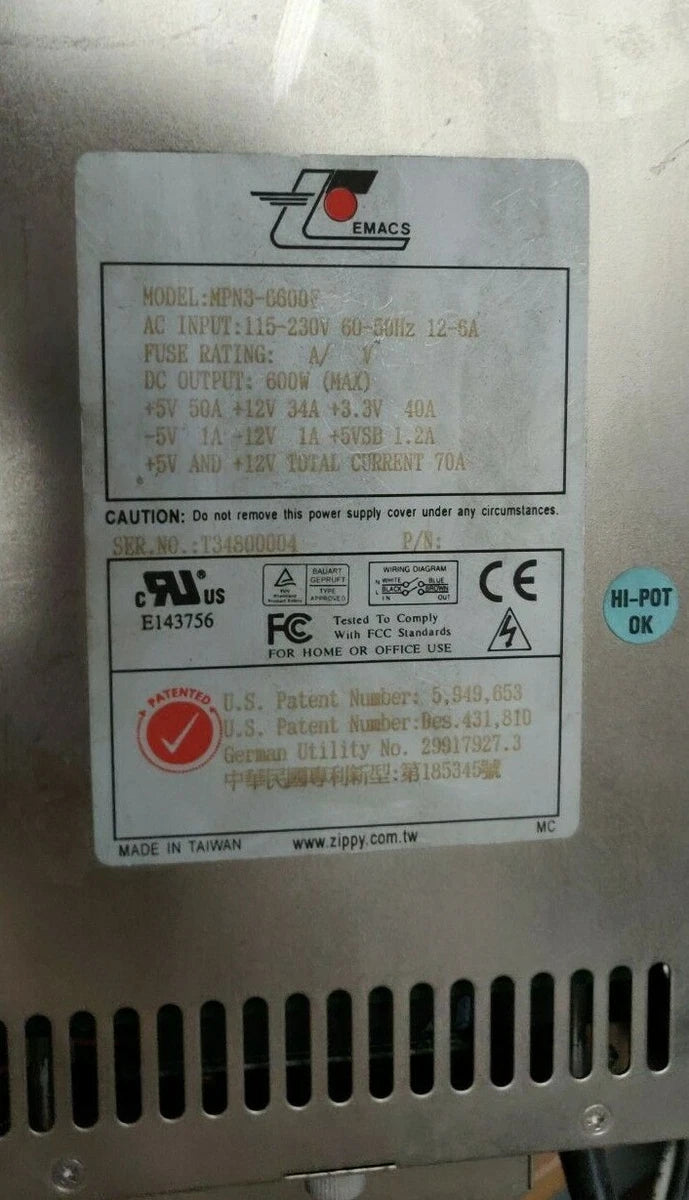 EMACS
MODEL:MPN3-6600F
AC INPUT:115-230V 60-50Hz 12-6A
FUSE RATING: A/ V
DC OUTPUT: 600W (MAX)
+5V 50A +12V 34A +3.3V 40A
-5V 1A -12V 1A +5VSB 1.2A
+5V AND +12V TOTAL CURRENT 70A
CAUTION: Do not remove this power supply cover under any circumstances.
SER.NO.:T34800004 P/N:
c RU® US
E143756
TÜV
Rheinland
Product Safety
BAUART
GEPRÜFT
TYPE
APPROVED
WIRING DIAGRAM
N WHITE BLUE
L BLACK BROWN
IN OUT
CE
HI-POT
OK
FC
Tested To Comply
With FCC Standards
FOR HOME OR OFFICE USE
PATENTED
U.S. Patent Number: 5,949,653
U.S. Patent Number:Des.431,810
German Utility No. 29917927.3
中華民國專利新型:第185345號
MADE IN TAIWAN www.zippy.com.tw MC